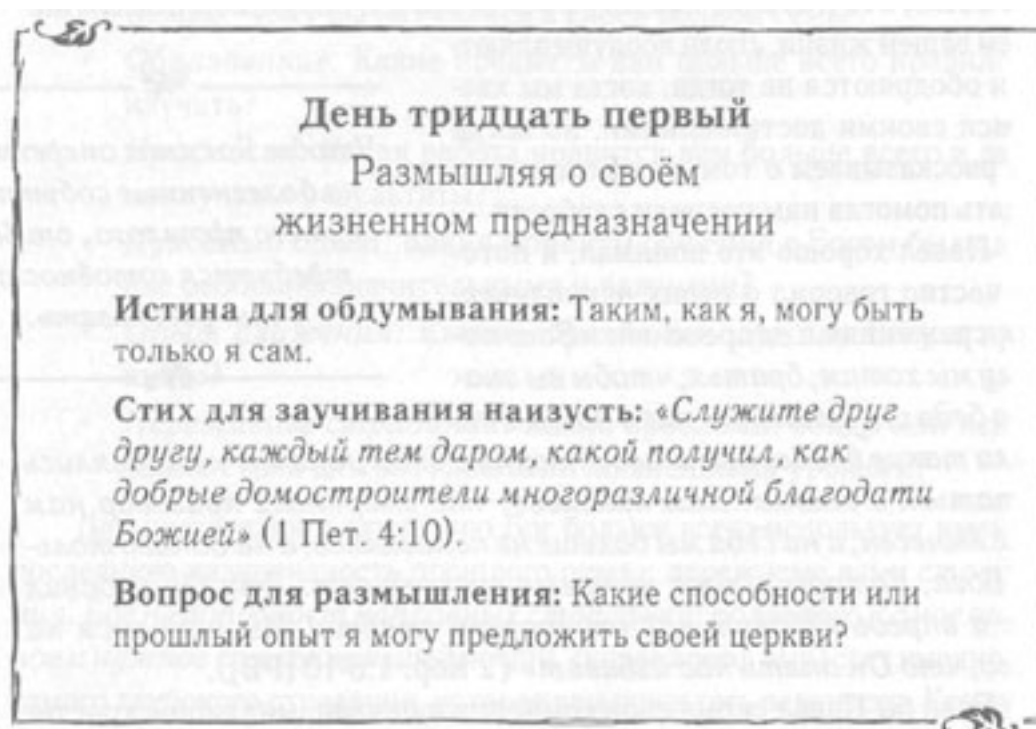 День тридцать первый
Размышляя о своём
жизненном предназначении
Истина для обдумывания: Таким, как я, могу быть
только я сам.
Стих для заучивания наизусть: «Служите друг
другу, каждый тем даром, какой получил, как
добрые домостроители многоразличной благодати
Божией» (1 Пет. 4:10).
Вопрос для размышления: Какие способности или
прошлый опыт я могу предложить своей церкви?